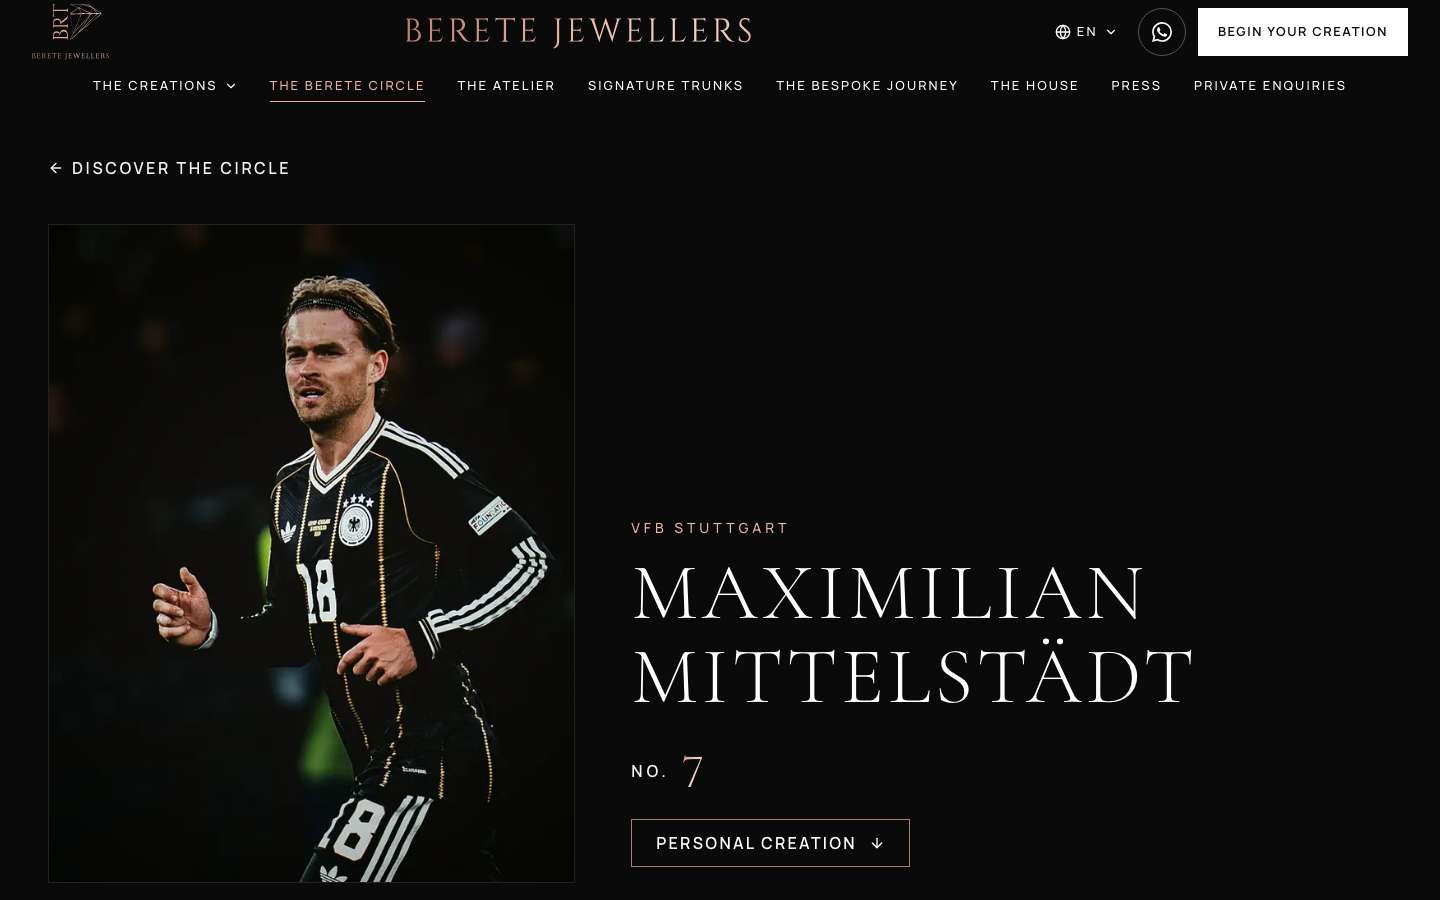 BRT
BERETE JEWELLERS
BERETE JEWELLERS
EN
BEGIN YOUR CREATION
THE CREATIONS
THE BERETE CIRCLE
THE ATELIER
SIGNATURE TRUNKS
THE BESPOKE JOURNEY
THE HOUSE
PRESS
PRIVATE ENQUIRIES
← DISCOVER THE CIRCLE
18
18
VFB STUTTGART
MAXIMILIAN
MITTELSTÄDT
NO. 7
PERSONAL CREATION ↓